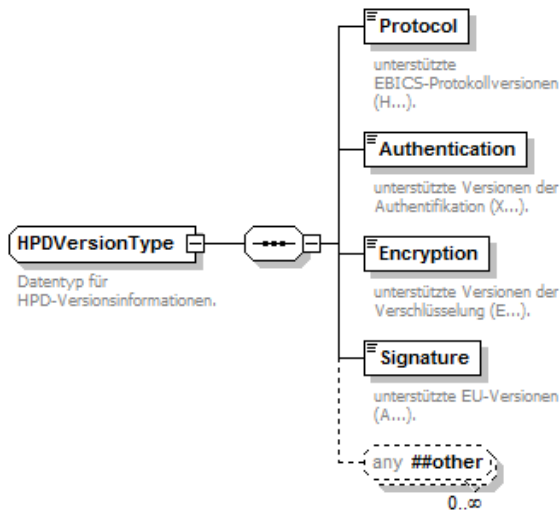 Protocol
unterstützte
EBICS-Protokollversionen
(H...).
Authentication
unterstützte Versionen der
Authentifikation (X...).
HPDVersionType
Datentyp für
HPD-Versionsinformationen.
Encryption
unterstützte Versionen der
Verschlüsselung (E...).
Signature
unterstützte EU-Versionen
(A...).
any ##other
0..∞